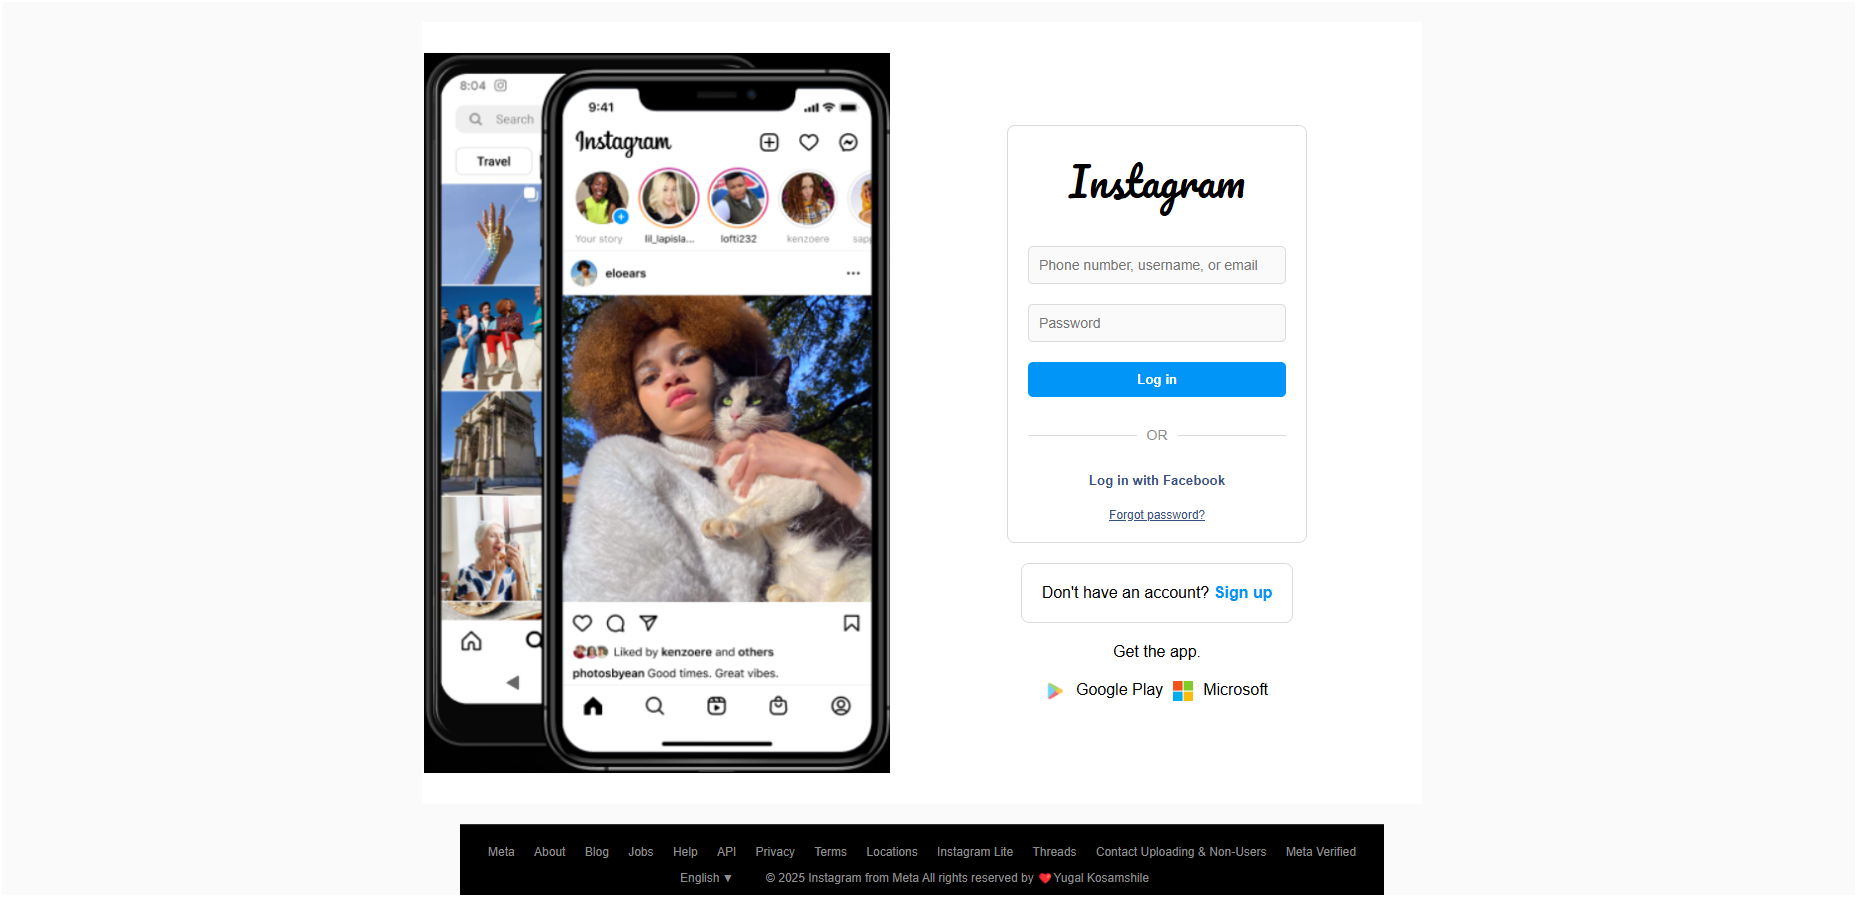 8:04
Search
Travel
9:41
Instagram
Your story
lil_lapisla...
lofti232
kenzoere
sapp
eloears
Liked by kenzoere and others
photosbyean Good times. Great vibes.
Instagram
Phone number, username, or email
Password
Log in
OR
Log in with Facebook
Forgot password?
Don't have an account? Sign up
Get the app.
Google Play Microsoft
Meta About Blog Jobs Help API Privacy Terms Locations Instagram Lite Threads Contact Uploading & Non-Users Meta Verified
English ▼ © 2025 Instagram from Meta All rights reserved by ❤️Yugal Kosamshile